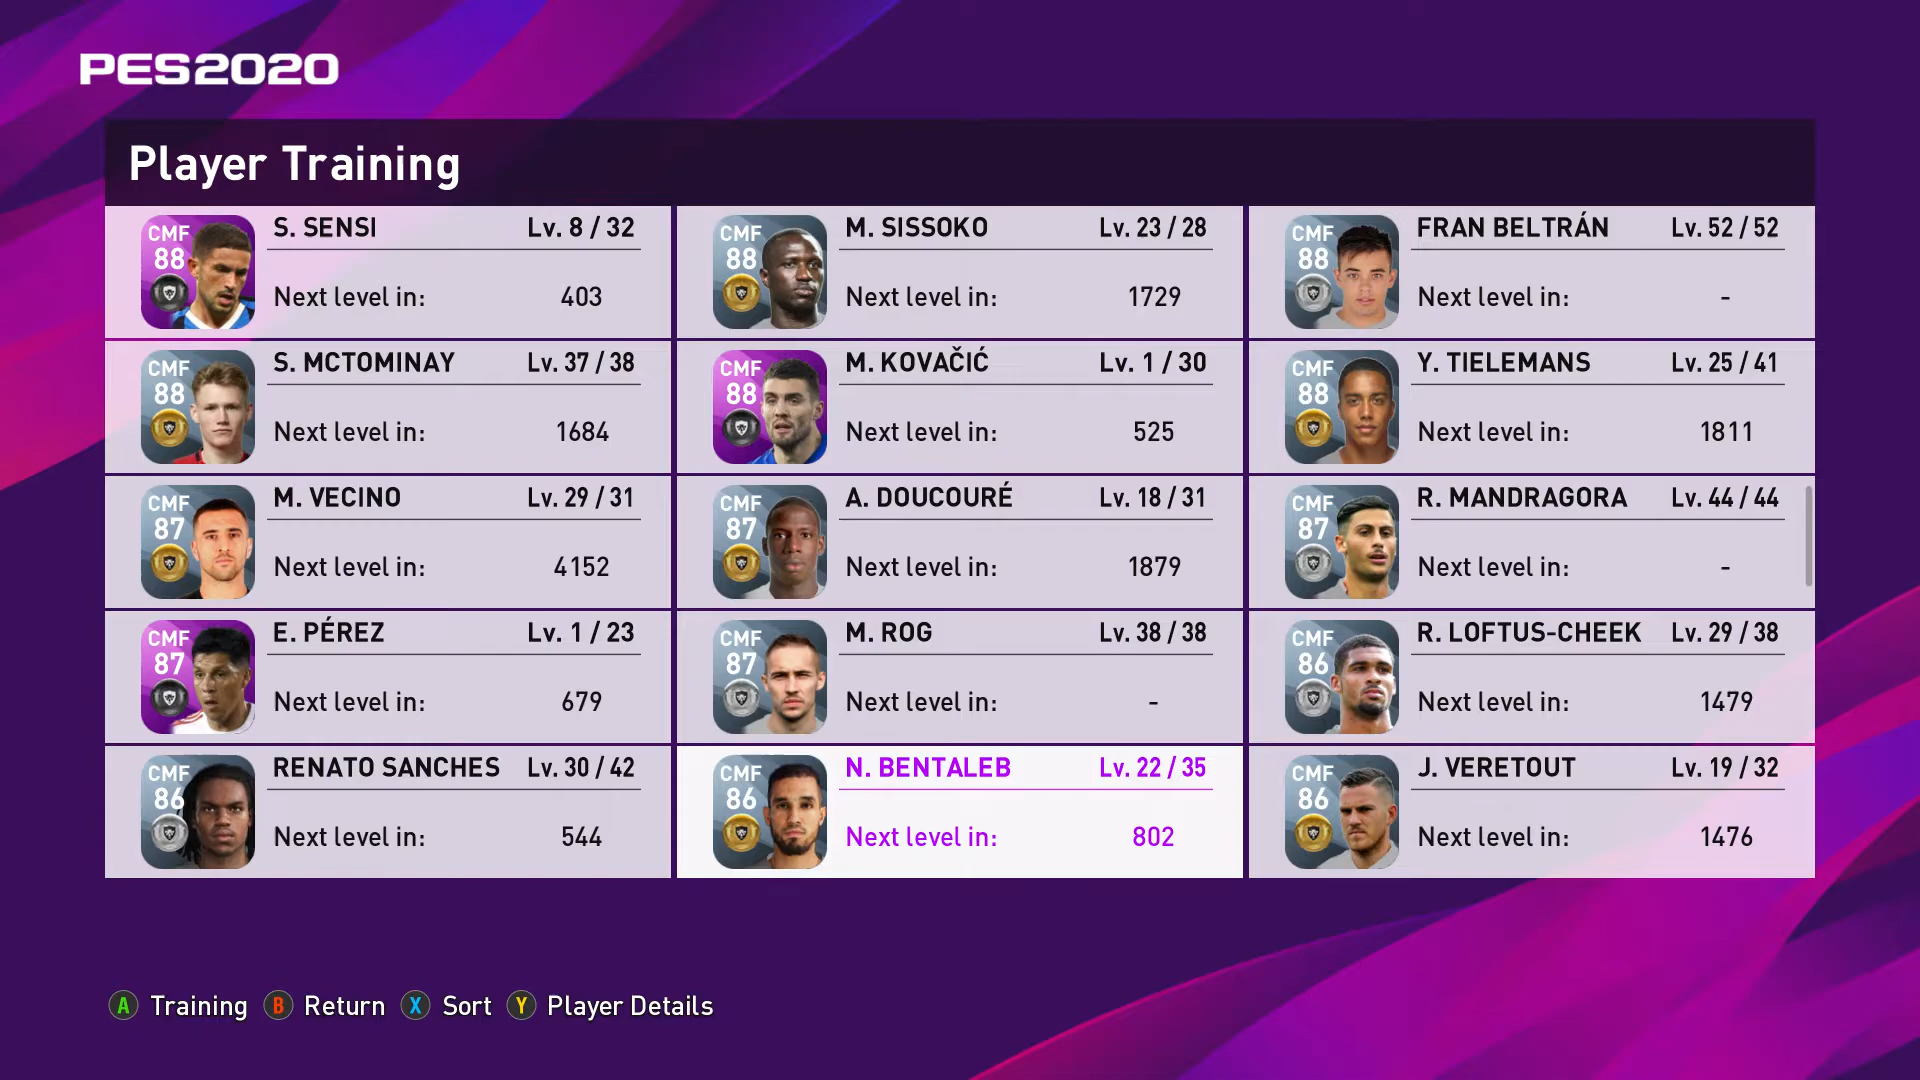 PES2020
Player Training
CMF 88 S. SENSI Lv. 8 / 32
Next level in: 403
CMF 88 M. SISSOKO Lv. 23 / 28
Next level in: 1729
CMF 88 FRAN BELTRÁN Lv. 52 / 52
Next level in: -
CMF 88 S. MCTOMINAY Lv. 37 / 38
Next level in: 1684
CMF 88 M. KOVAČIĆ Lv. 1 / 30
Next level in: 525
CMF 88 Y. TIELEMANS Lv. 25 / 41
Next level in: 1811
CMF 87 M. VECINO Lv. 29 / 31
Next level in: 4152
CMF 87 A. DOUCOURÉ Lv. 18 / 31
Next level in: 1879
CMF 87 R. MANDRAGORA Lv. 44 / 44
Next level in: -
CMF 87 E. PÉREZ Lv. 1 / 23
Next level in: 679
CMF 87 M. ROG Lv. 38 / 38
Next level in: -
CMF 86 R. LOFTUS-CHEEK Lv. 29 / 38
Next level in: 1479
CMF 86 RENATO SANCHES Lv. 30 / 42
Next level in: 544
CMF 86 N. BENTALEB Lv. 22 / 35
Next level in: 802
CMF 86 J. VERETOUT Lv. 19 / 32
Next level in: 1476
A Training B Return X Sort Y Player Details